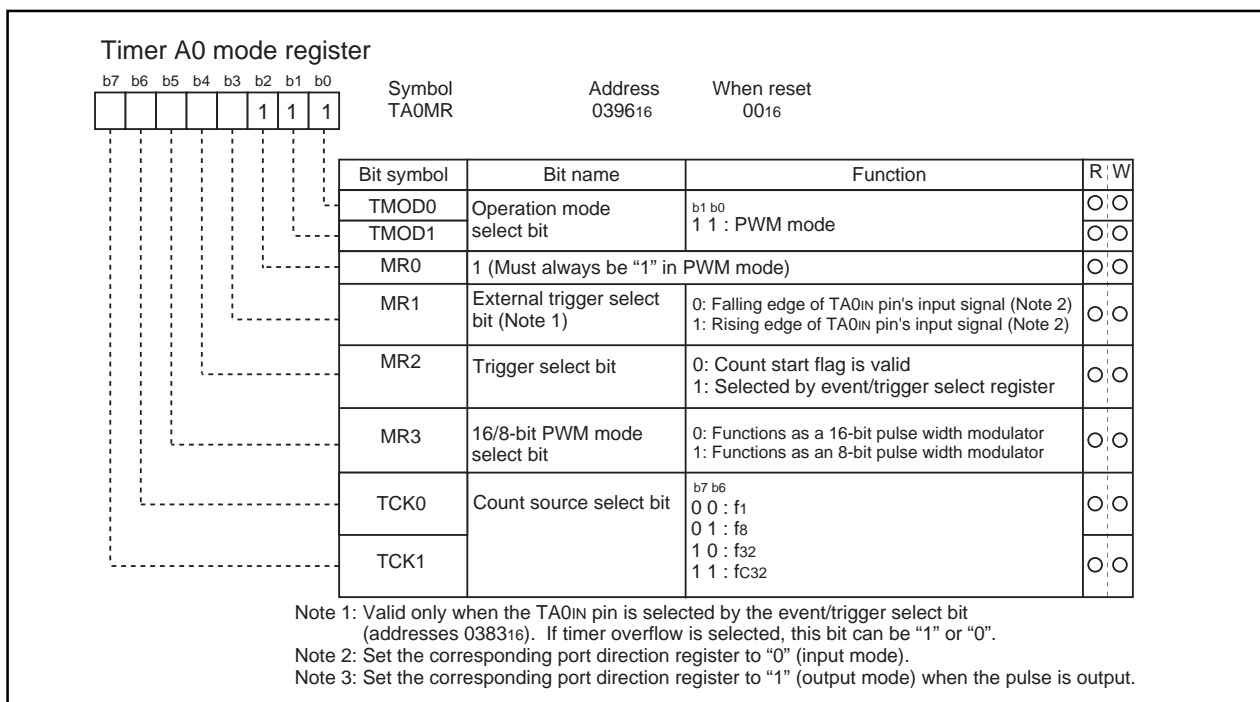 Timer A0 mode register
b7 b6 b5 b4 b3 b2 b1 b0
1 1 1
Symbol Address When reset
TA0MR 039616 0016
Bit symbol Bit name Function R W
TMOD0 Operation mode select bit b1 b0
TMOD1 1 1 : PWM mode
MR0 1 (Must always be “1” in PWM mode)
MR1 External trigger select bit (Note 1)
0: Falling edge of TA0IN pin's input signal (Note 2)
1: Rising edge of TA0IN pin's input signal (Note 2)
MR2 Trigger select bit
0: Count start flag is valid
1: Selected by event/trigger select register
MR3 16/8-bit PWM mode select bit
0: Functions as a 16-bit pulse width modulator
1: Functions as an 8-bit pulse width modulator
TCK0 Count source select bit
b7 b6
0 0 : f1
0 1 : f8
TCK1
1 0 : f32
1 1 : fC32
Note 1: Valid only when the TA0IN pin is selected by the event/trigger select bit
(addresses 038316). If timer overflow is selected, this bit can be “1” or “0”.
Note 2: Set the corresponding port direction register to “0” (input mode).
Note 3: Set the corresponding port direction register to “1” (output mode) when the pulse is output.